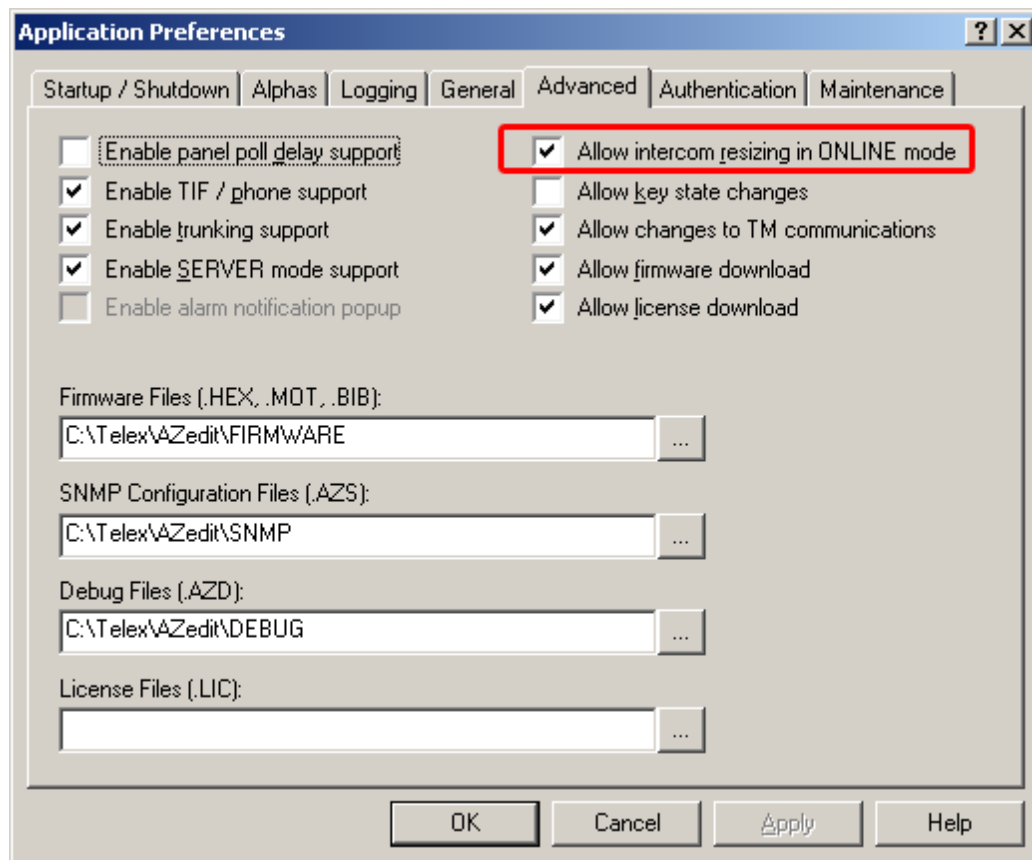 Application Preferences
Startup / Shutdown Alphas Logging General Advanced Authentication Maintenance
Enable panel poll delay support
Enable TIF / phone support
Enable trunking support
Enable SERVER mode support
Enable alarm notification popup
Allow intercom resizing in ONLINE mode
Allow key state changes
Allow changes to TM communications
Allow firmware download
Allow license download
Firmware Files (.HEX, .MOT, .BIB):
C:\Telex\AZedit\FIRMWARE
...
SNMP Configuration Files (.AZS):
C:\Telex\AZedit\SNMP
...
Debug Files (.AZD):
C:\Telex\AZedit\DEBUG
...
License Files (.LIC):
...
OK Cancel Apply Help